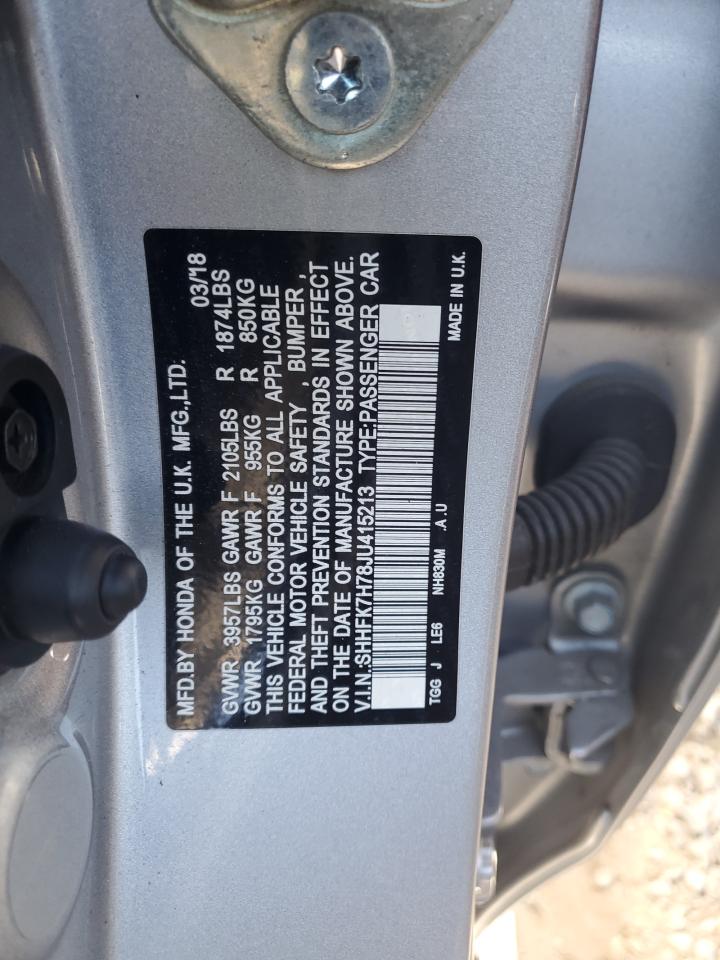 MFD.BY HONDA OF THE U.K. MFG.,LTD. 03/18
GVWR 3957LBS GAWR F 2105LBS R 1874LBS
GVWR 1795KG GAWR F 955KG R 850KG
THIS VEHICLE CONFORMS TO ALL APPLICABLE
FEDERAL MOTOR VEHICLE SAFETY , BUMPER ,
AND THEFT PREVENTION STANDARDS IN EFFECT
ON THE DATE OF MANUFACTURE SHOWN ABOVE.
V.I.N.:SHHFK7H78JU415213 TYPE:PASSENGER CAR
TGG J LE6 NH830M .A.U MADE IN U.K.